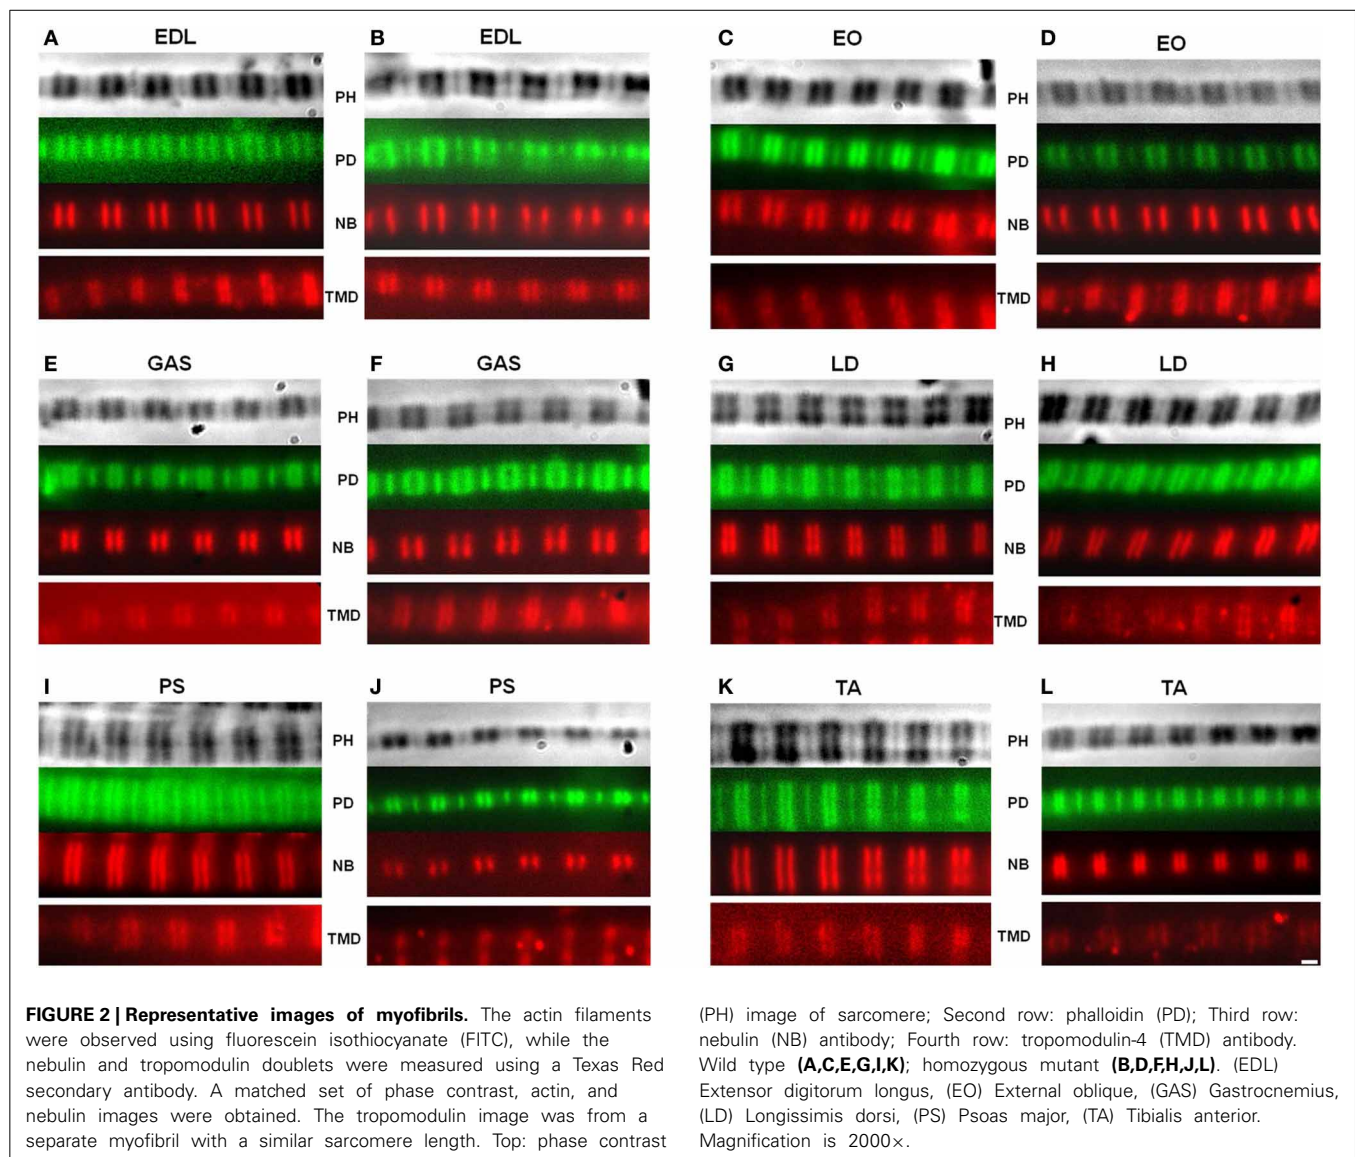 A EDL B EDL C EO D EO
PH PH
PD PD
NB NB
TMD TMD
E GAS F GAS G LD H LD
PH PH
PD PD
NB NB
TMD TMD
I PS J PS K TA L TA
PH PH
PD PD
NB NB
TMD TMD
FIGURE 2 | Representative images of myofibrils. The actin filaments
were observed using fluorescein isothiocyanate (FITC), while the
nebulin and tropomodulin doublets were measured using a Texas Red
secondary antibody. A matched set of phase contrast, actin, and
nebulin images were obtained. The tropomodulin image was from a
separate myofibril with a similar sarcomere length. Top: phase contrast
(PH) image of sarcomere; Second row: phalloidin (PD); Third row:
nebulin (NB) antibody; Fourth row: tropomodulin-4 (TMD) antibody.
Wild type (A,C,E,G,I,K); homozygous mutant (B,D,F,H,J,L). (EDL)
Extensor digitorum longus, (EO) External oblique, (GAS) Gastrocnemius,
(LD) Longissimis dorsi, (PS) Psoas major, (TA) Tibialis anterior.
Magnification is 2000×.